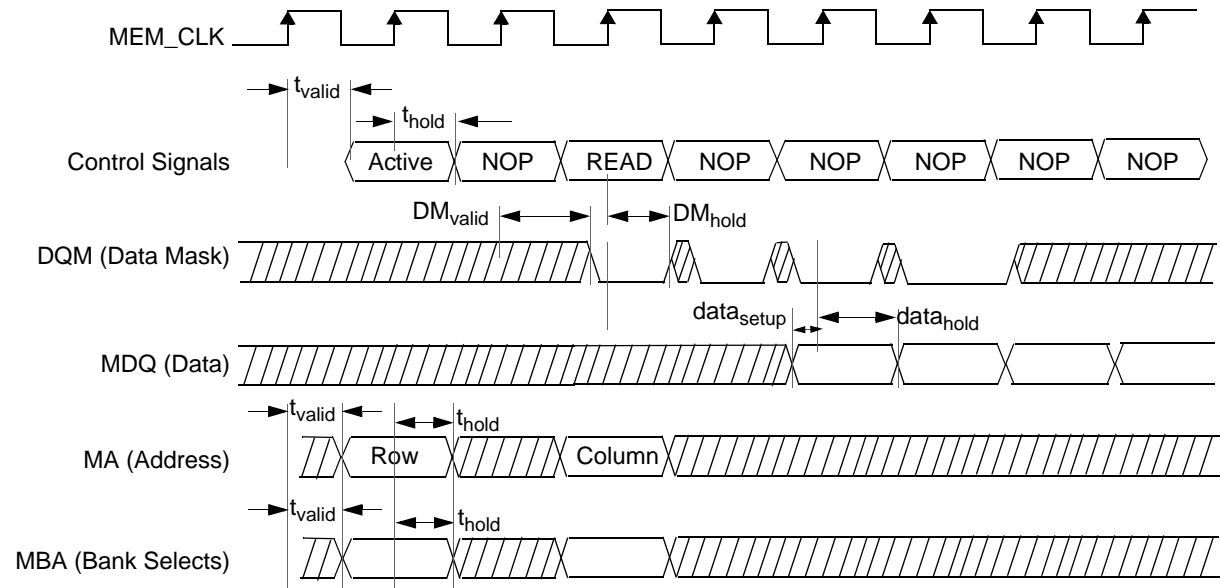 MEM_CLK
tvalid
thold
Control Signals Active NOP READ NOP NOP NOP NOP NOP
DMvalid DMhold
DQM (Data Mask)
datasetup datahold
MDQ (Data)
tvalid thold
MA (Address) Row Column
tvalid thold
MBA (Bank Selects)